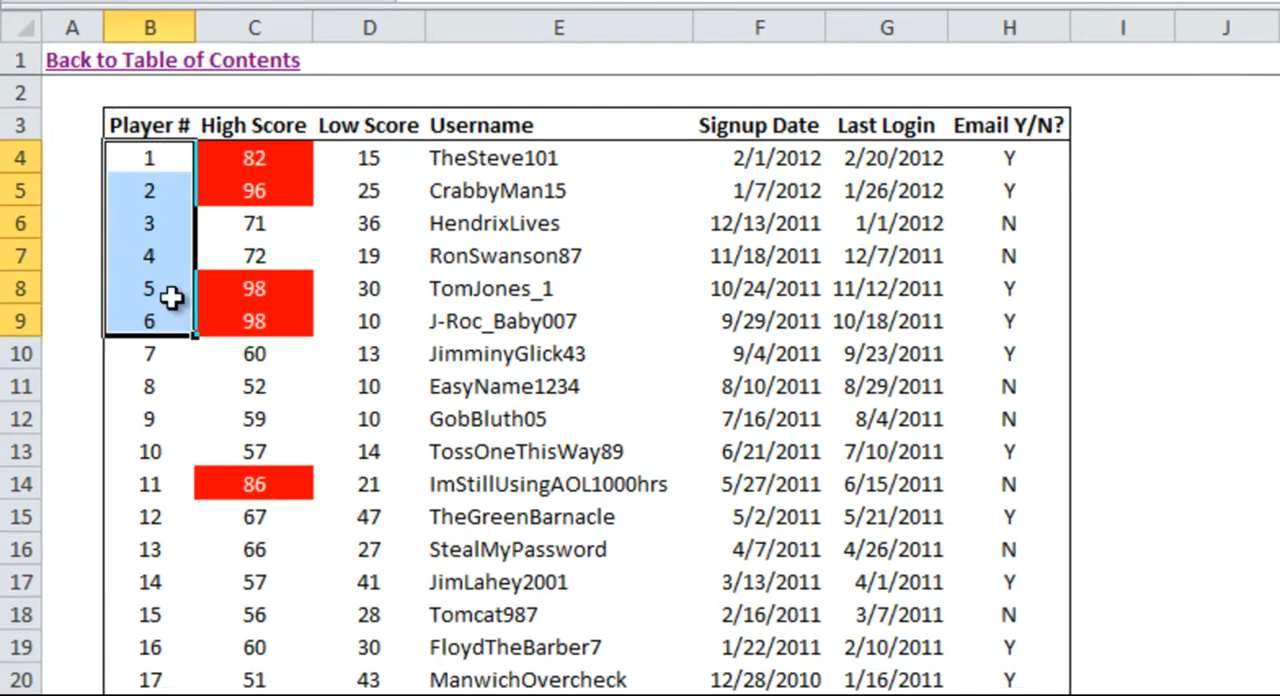 A B C D E F G H I J
1 Back to Table of Contents
2
3 Player # High Score Low Score Username Signup Date Last Login Email Y/N?
4 1 82 15 TheSteve101 2/1/2012 2/20/2012 Y
5 2 96 25 CrabbyMan15 1/7/2012 1/26/2012 Y
6 3 71 36 HendrixLives 12/13/2011 1/1/2012 N
7 4 72 19 RonSwanson87 11/18/2011 12/7/2011 N
8 5 98 30 TomJones_1 10/24/2011 11/12/2011 Y
9 6 98 10 J-Roc_Baby007 9/29/2011 10/18/2011 Y
10 7 60 13 JimminyGlick43 9/4/2011 9/23/2011 Y
11 8 52 10 EasyName1234 8/10/2011 8/29/2011 N
12 9 59 10 GobBluth05 7/16/2011 8/4/2011 N
13 10 57 14 TossOneThisWay89 6/21/2011 7/10/2011 Y
14 11 86 21 ImStillUsingAOL1000hrs 5/27/2011 6/15/2011 N
15 12 67 47 TheGreenBarnacle 5/2/2011 5/21/2011 Y
16 13 66 27 StealMyPassword 4/7/2011 4/26/2011 N
17 14 57 41 JimLahey2001 3/13/2011 4/1/2011 Y
18 15 56 28 Tomcat987 2/16/2011 3/7/2011 N
19 16 60 30 FloydTheBarber7 1/22/2011 2/10/2011 Y
20 17 51 43 ManwichOvercheck 12/28/2010 1/16/2011 Y